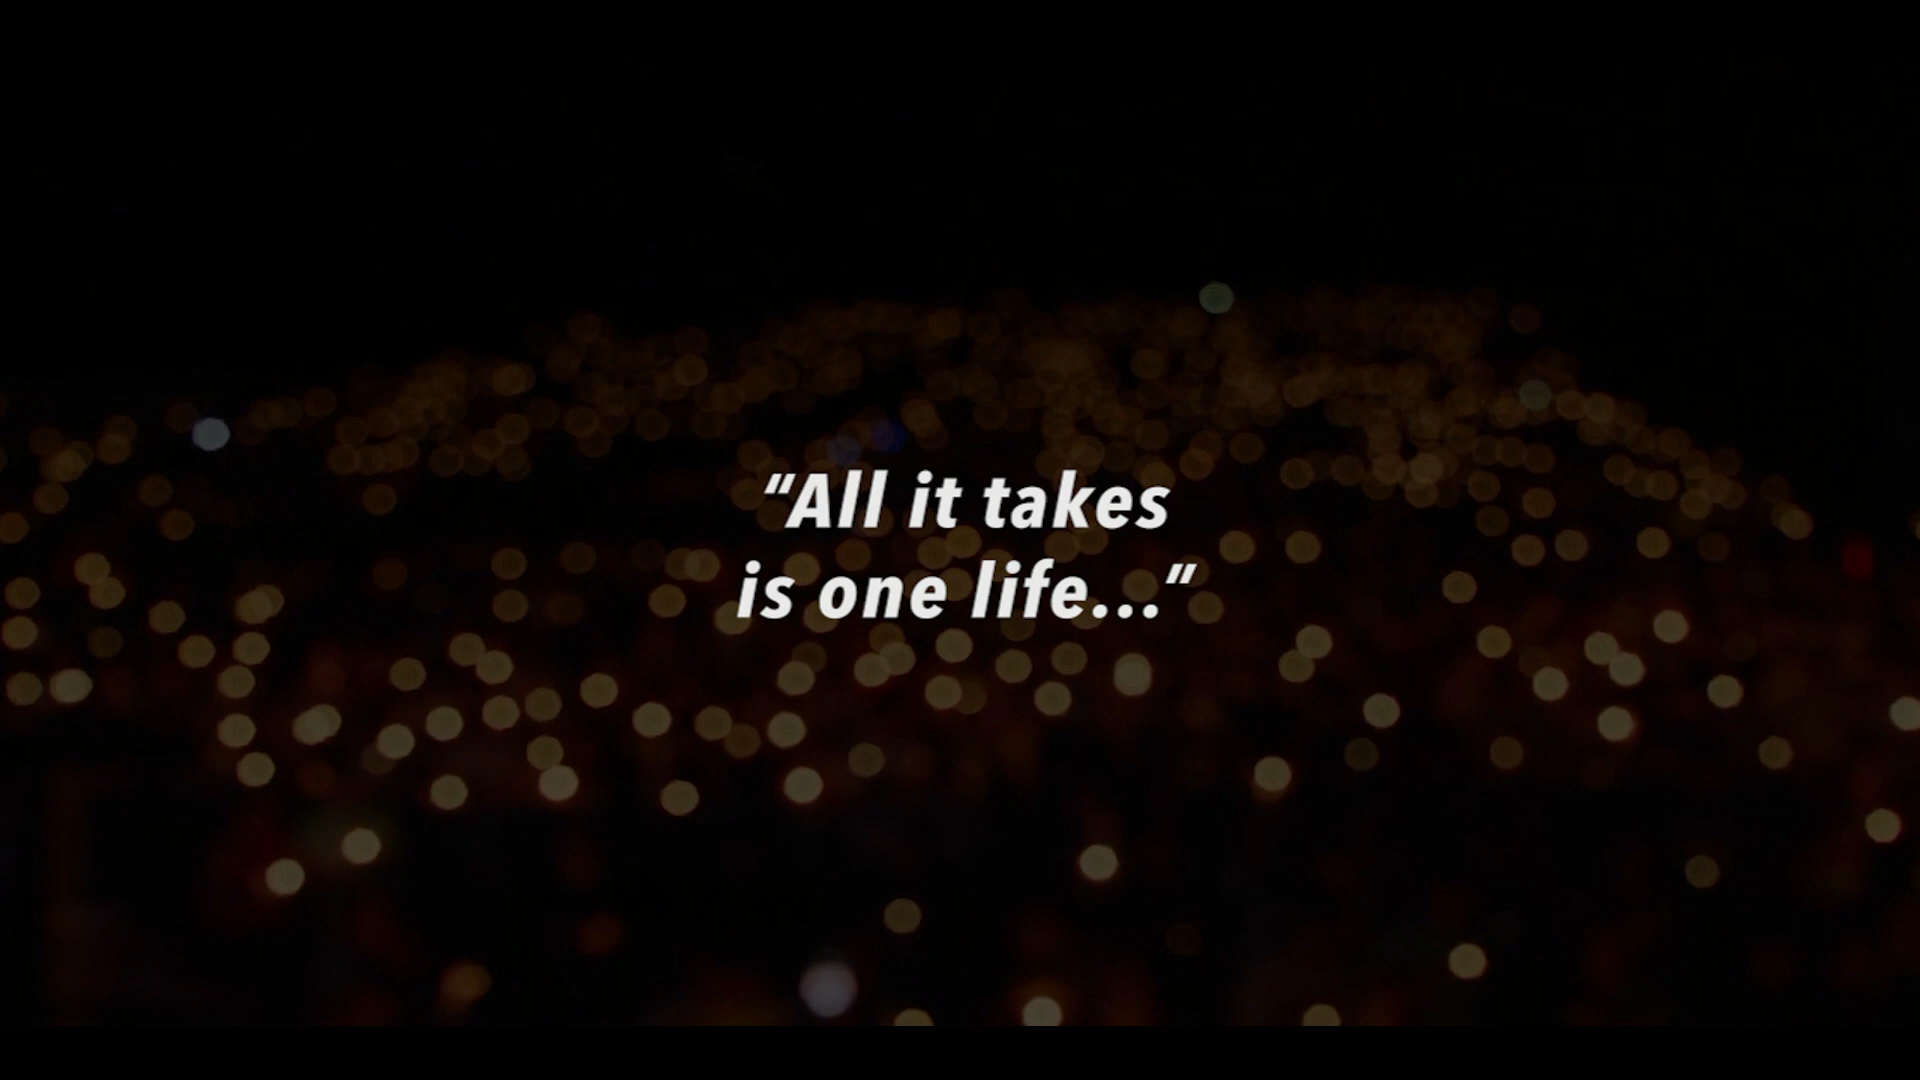 “All it takes
is one life...”